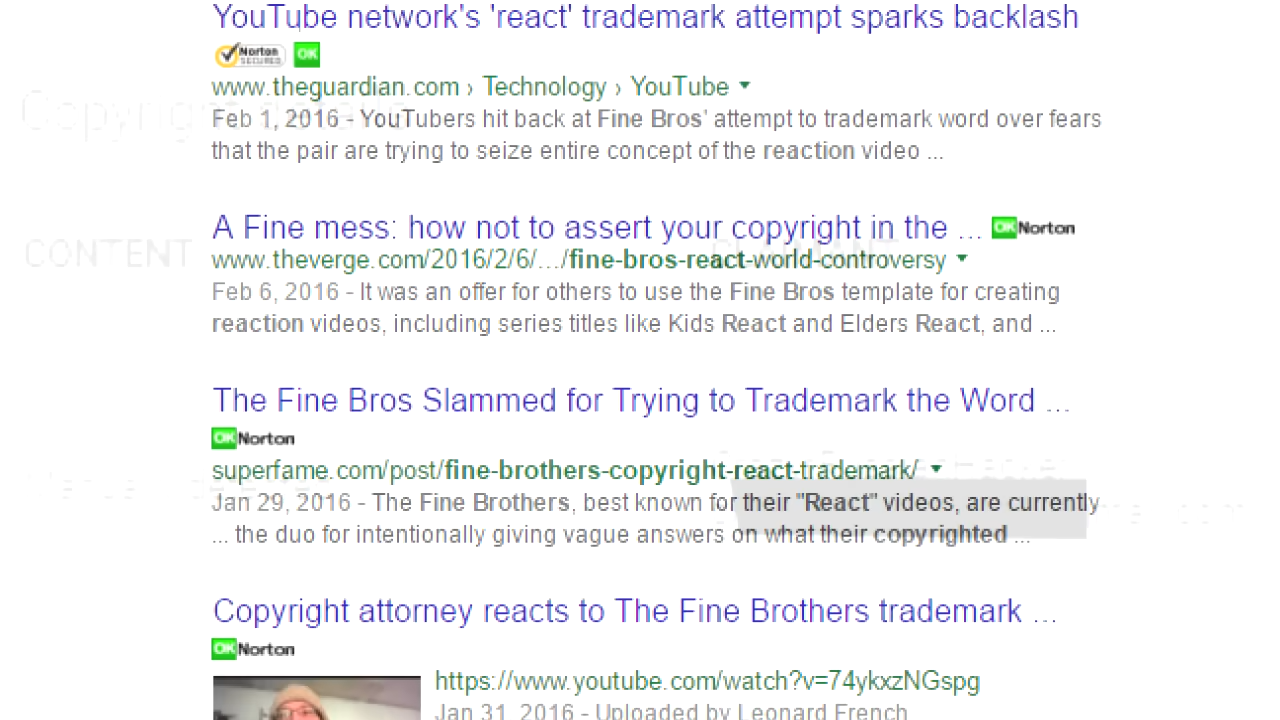 YouTube network's 'react' trademark attempt sparks backlash
Norton SECURED OK
www.theguardian.com › Technology › YouTube
Copyright details
Feb 1, 2016 - YouTubers hit back at Fine Bros' attempt to trademark word over fears
that the pair are trying to seize entire concept of the reaction video ...
A Fine mess: how not to assert your copyright in the ... OK Norton
CONTENT CLAIMANT
www.theverge.com/2016/2/6/.../fine-bros-react-world-controversy
Feb 6, 2016 - It was an offer for others to use the Fine Bros template for creating
reaction videos, including series titles like Kids React and Elders React, and ...
The Fine Bros Slammed for Trying to Trademark the Word ...
OK Norton
superfame.com/post/fine-brothers-copyright-react-trademark/
Jan 29, 2016 - The Fine Brothers, best known for their "React" videos, are currently
... the duo for intentionally giving vague answers on what their copyrighted ...
Copyright attorney reacts to The Fine Brothers trademark ...
OK Norton
https://www.youtube.com/watch?v=74ykxzNGspg
Jan 31, 2016 - Uploaded by Leonard French